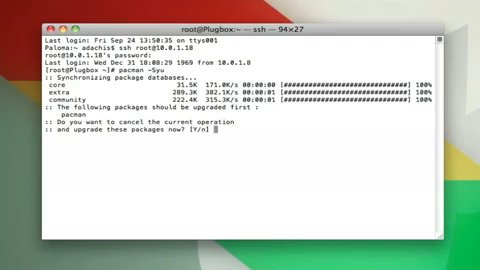 root@Plugbox:~ — ssh — 94×27
Last login: Fri Sep 24 13:50:35 on ttys001
Paloma:~ adachis$ ssh root@10.0.1.18
root@10.0.1.18's password:
Last login: Wed Dec 31 18:08:29 1969 from 10.0.1.8
[root@Plugbox ~]# pacman -Syu
:: Synchronizing package databases...
core 31.5K 171.0K/s 00:00:00 [##############################] 100%
extra 289.3K 382.1K/s 00:00:01 [##############################] 100%
community 222.4K 315.3K/s 00:00:01 [##############################] 100%
:: The following packages should be upgraded first :
pacman
:: Do you want to cancel the current operation
:: and upgrade these packages now? [Y/n]